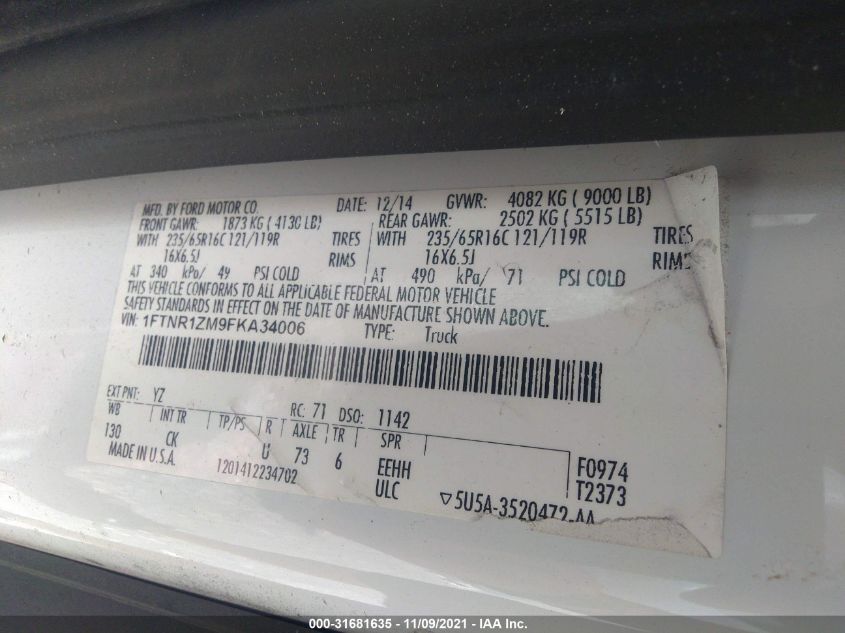 MFD. BY FORD MOTOR CO. DATE: 12/14 GVWR: 4082 KG ( 9000 LB)
FRONT GAWR: 1873 KG ( 4130 LB) REAR GAWR: 2502 KG ( 5515 LB)
WITH 235/65R16C 121/119R TIRES WITH 235/65R16C 121/119R TIRES
16X6.5J RIMS 16X6.5J RIMS
AT 340 kPa/ 49 PSI COLD AT 490 kPa/ 71 PSI COLD
THIS VEHICLE CONFORMS TO ALL APPLICABLE FEDERAL MOTOR VEHICLE
SAFETY STANDARDS IN EFFECT ON THE DATE OF MANUFACTURE SHOWN ABOVE.
VIN: 1FTNR1ZM9FKA34006 TYPE: Truck
EXT PNT: YZ RC: 71 DSO: 1142
WB INT TR TP/PS R AXLE TR SPR
130 CK U 73 6 EEHH F0974
MADE IN U.S.A. 1201412234702 ULC T2373
▽5U5A-3520472-AA
000-31681635 - 11/09/2021 - IAA Inc.